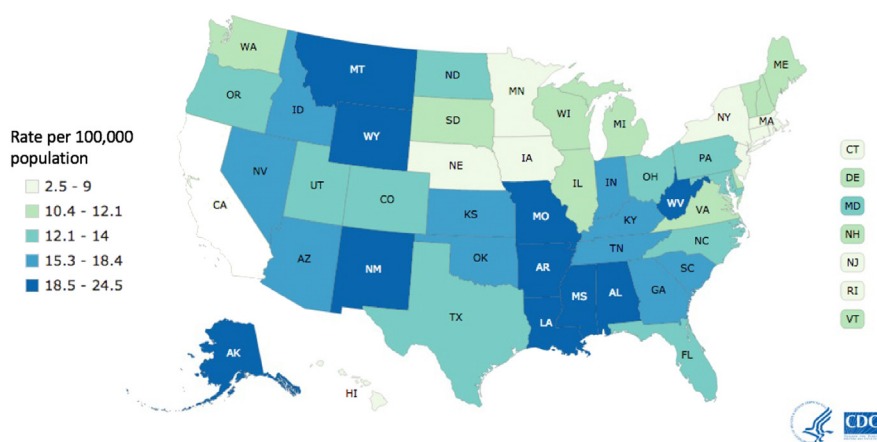 WA
MT
ND
MN
ME
OR
ID
SD
WI
MI
NY
MA
WY
NE
IA
PA
NV
UT
CO
IL
IN
OH
CA
KS
MO
KY
WV
VA
AZ
NM
OK
AR
TN
NC
SC
TX
LA
MS
AL
GA
FL
AK
HI
Rate per 100,000
population
2.5 - 9
10.4 - 12.1
12.1 - 14
15.3 - 18.4
18.5 - 24.5
CT
DE
MD
NH
NJ
RI
VT
CDC